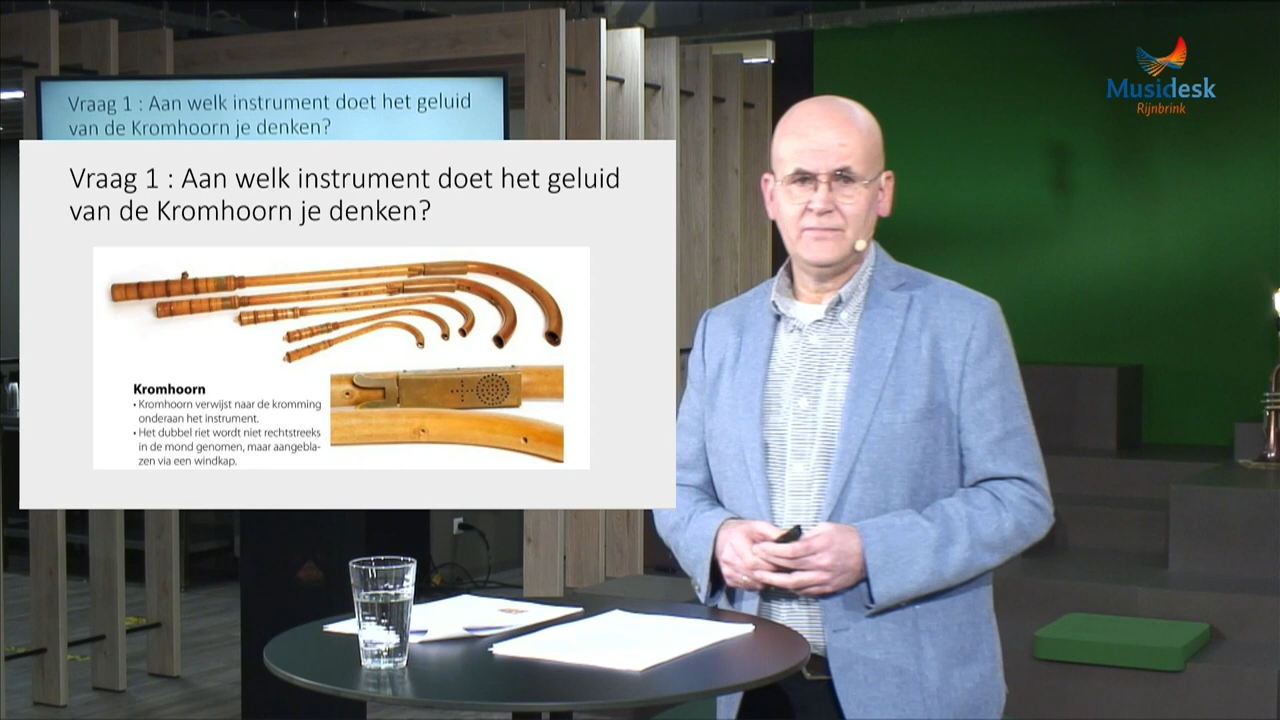 Musidesk
Rijnbrink
Vraag 1 : Aan welk instrument doet het geluid
van de Kromhoorn je denken?
Vraag 1 : Aan welk instrument doet het geluid
van de Kromhoorn je denken?
Kromhoorn
• Kromhoorn verwijst naar de kromming
onderaan het instrument.
Het dubbel riet wordt niet rechtstreeks
in de mond genomen, maar aangebla-
zen via een windkap.